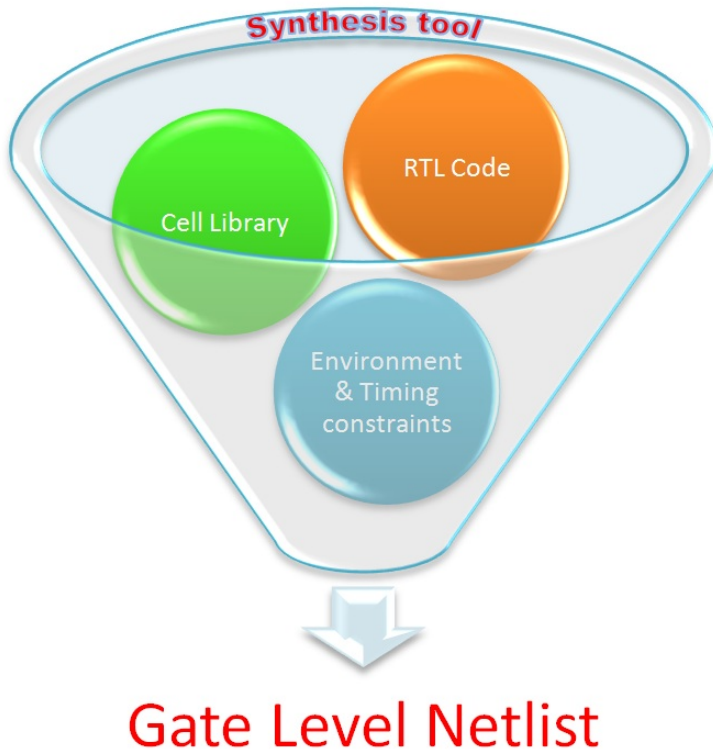 Synthesis tool
RTL Code
Cell Library
Environment
& Timing
constraints
Gate Level Netlist